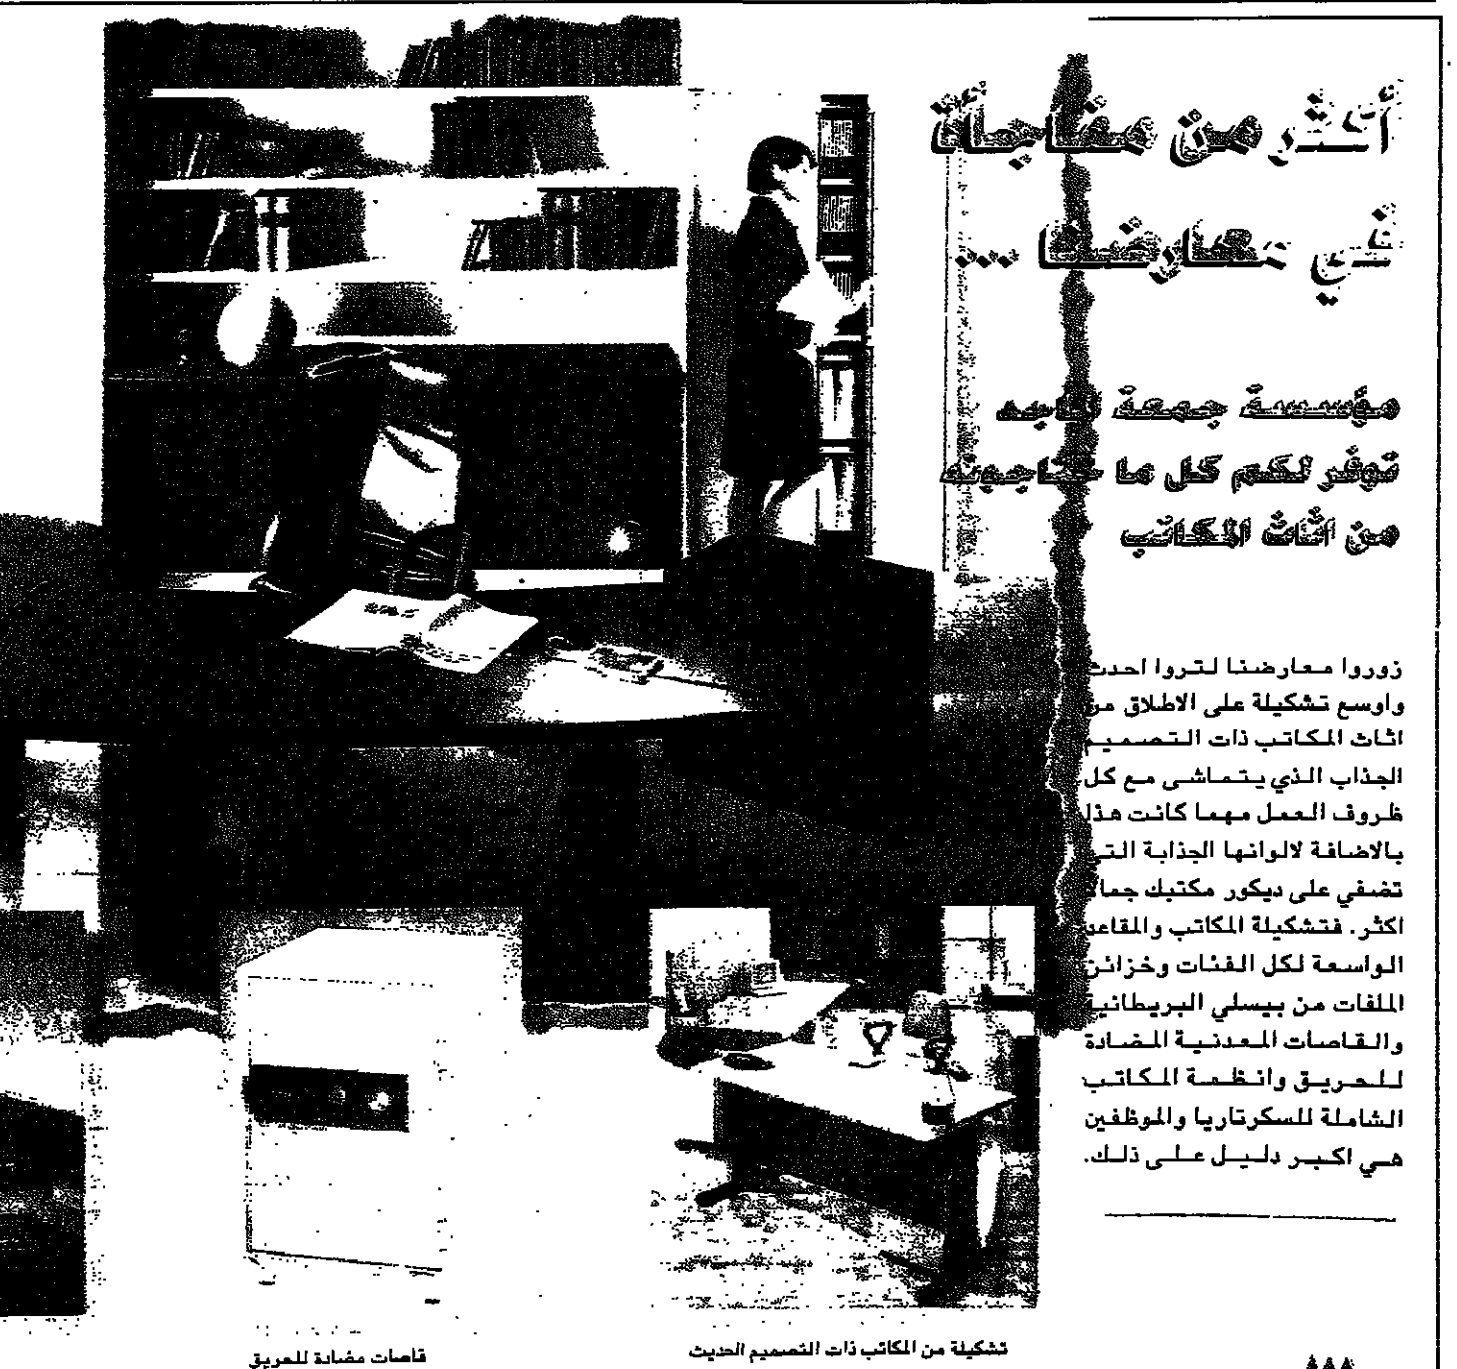 أكثر من مفاجأة
في معارضنا ...
مؤسسة جمعة الماجد
توفر لكم كل ما تحتاجونه
من اثاث المكاتب
زوروا معارضنا لتروا احدث
واوسع تشكيلة على الاطلاق من
اثاث المكاتب ذات التصميم
الجذاب الذي يتماشى مع كل
ظروف العمل مهما كانت هذا
بالاضافة لالوانها الجذابة التي
تضفي على ديكور مكتبك جمالا
اكثر. فتشكيلة المكاتب والمقاعد
الواسعة لكل الفئات وخزائن
الملفات من بيسلي البريطانية
والقاصات المعدنية المضادة
للحريق وانظمة المكاتب
الشاملة للسكرتاريا والموظفين
هي اكبر دليل على ذلك.
تشكيلة من المكاتب ذات التصميم الحديث
قاصات مضادة للحريق